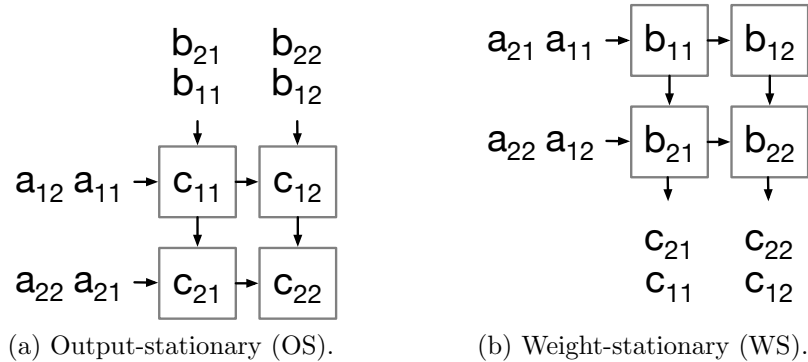 b₂₁ b₂₂
b₁₁ b₁₂
a₁₂ a₁₁ c₁₁ c₁₂
a₂₂ a₂₁ c₂₁ c₂₂
(a) Output-stationary (OS).
a₂₁ a₁₁ b₁₁ b₁₂
a₂₂ a₁₂ b₂₁ b₂₂
c₂₁ c₂₂
c₁₁ c₁₂
(b) Weight-stationary (WS).